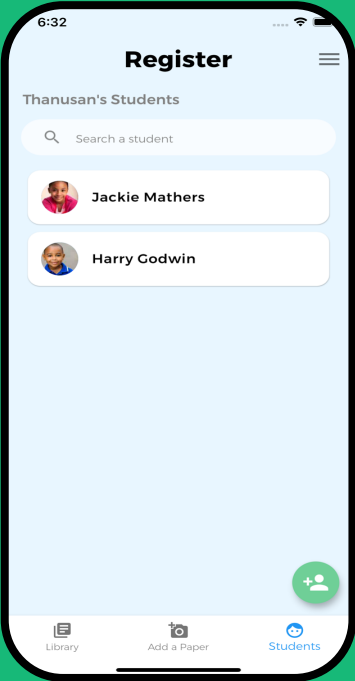 6:32
Register
Thanusan's Students
Search a student
Jackie Mathers
Harry Godwin
Library
Add a Paper
Students